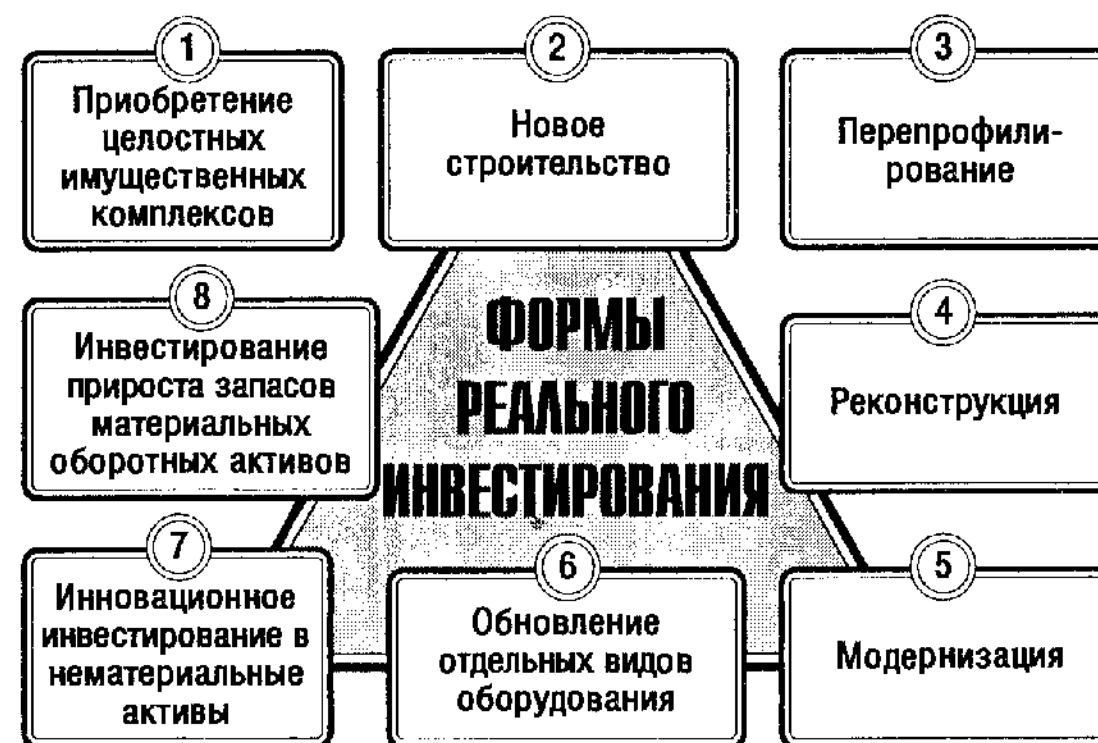 1
Приобретение
целостных
имущественных
комплексов
2
Новое
строительство
3
Перепрофили-
рование
8
Инвестирование
прироста запасов
материальных
оборотных активов
ФОРМЫ
РЕАЛЬНОГО
ИНВЕСТИРОВАНИЯ
4
Реконструкция
7
Инновационное
инвестирование в
нематериальные
активы
6
Обновление
отдельных видов
оборудования
5
Модернизация